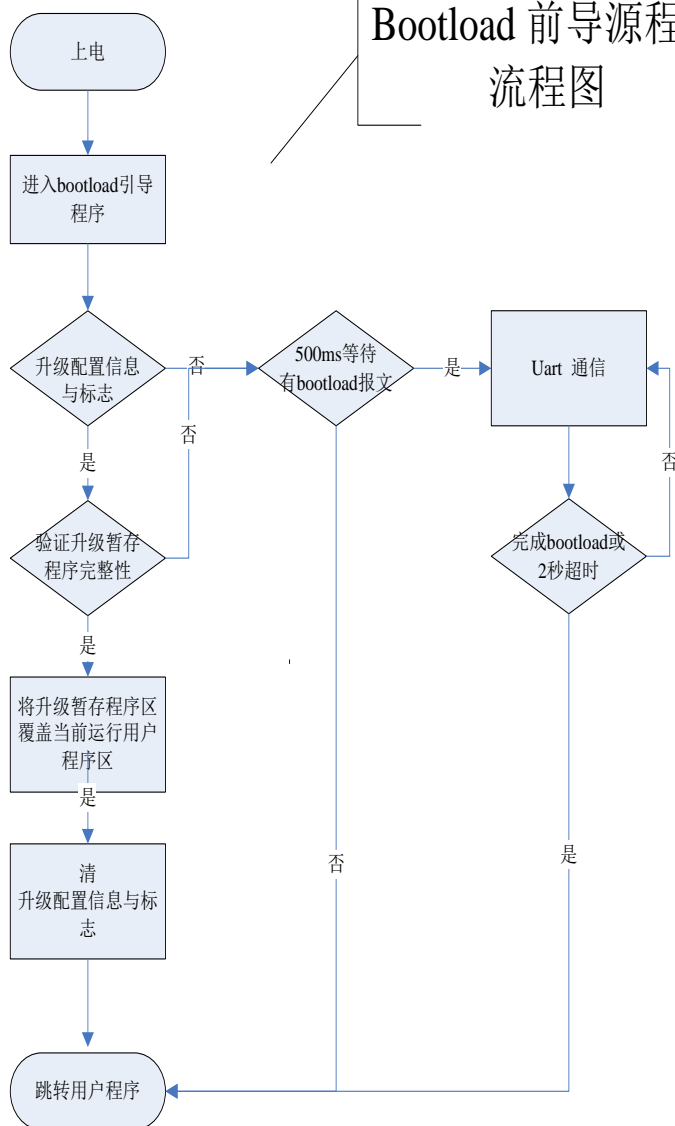 Bootload 前导源程
流程图
上电
进入bootload引导
程序
升级配置信息
与标志
否
500ms等待
有bootload报文
是
Uart 通信
否
否
是
验证升级暂存
程序完整性
完成bootload或
2秒超时
是
将升级暂存程序区
覆盖当前运行用户
程序区
是
清
升级配置信息与标
志
否
是
跳转用户程序